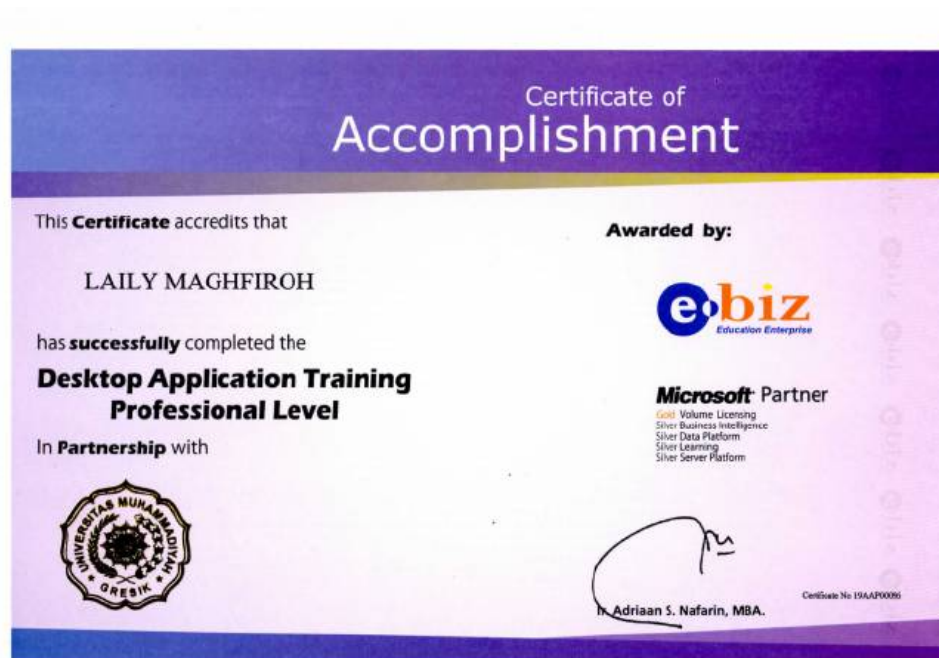 Certificate of
Accomplishment
This Certificate accredits that
LAILY MAGHFIROH
has successfully completed the
Desktop Application Training
Professional Level
In Partnership with
UNIVERSITAS MUHAMMADIYAH
GRESIK
Awarded by:
e-biz
Education Enterprise
Microsoft Partner
Gold Volume Licensing
Silver Business Intelligence
Silver Data Platform
Silver Learning
Silver Server Platform
Ir. Adriaan S. Nafarin, MBA.
Certificate No 19AAP00086